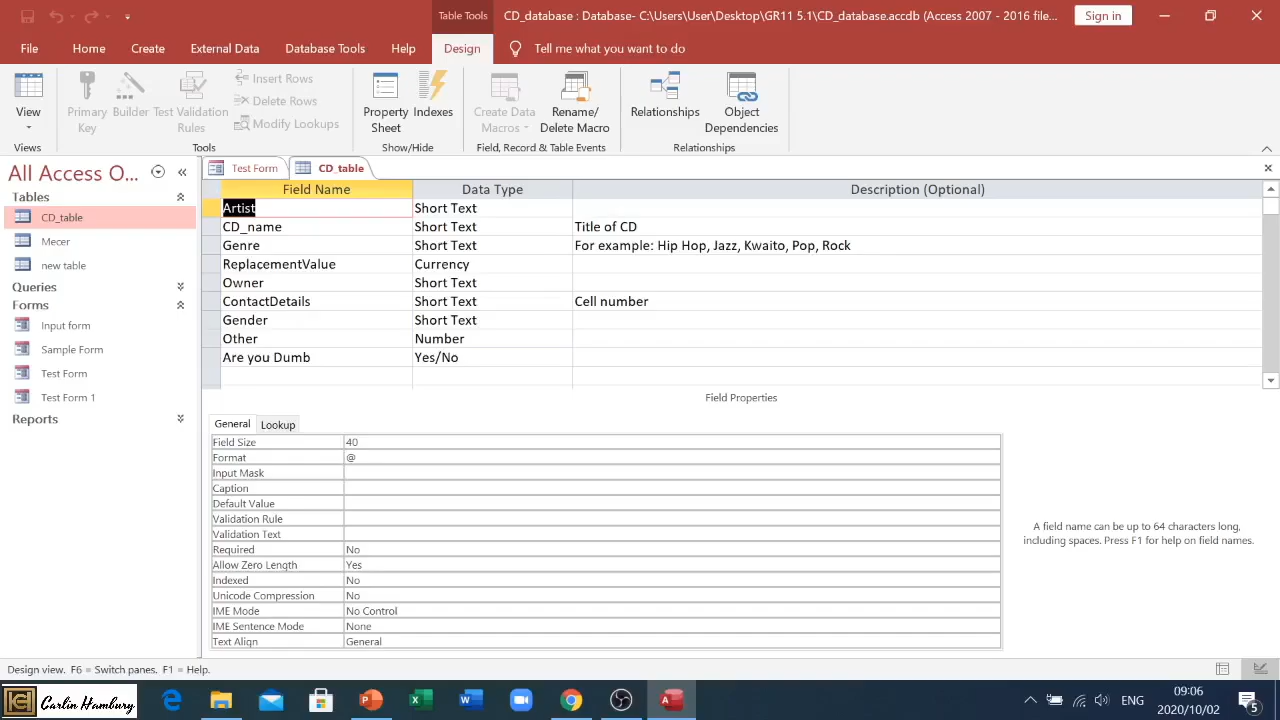 Table Tools
CD_database : Database- C:\Users\User\Desktop\GR11 5.1\CD_database.accdb (Access 2007 - 2016 file...
Sign in
File Home Create External Data Database Tools Help Design Tell me what you want to do
View
Primary Key
Builder
Test Validation Rules
Insert Rows
Delete Rows
Modify Lookups
Property Sheet
Indexes
Create Data Macros
Rename/ Delete Macro
Relationships
Object Dependencies
Views Tools Show/Hide Field, Record & Table Events Relationships
All Access O...
Tables
CD_table
Mecer
new table
Queries
Forms
Input form
Sample Form
Test Form
Test Form 1
Reports
Test Form CD_table
Field Name Data Type Description (Optional)
Artist Short Text
CD_name Short Text Title of CD
Genre Short Text For example: Hip Hop, Jazz, Kwaito, Pop, Rock
ReplacementValue Currency
Owner Short Text
ContactDetails Short Text Cell number
Gender Short Text
Other Number
Are you Dumb Yes/No
Field Properties
General Lookup
Field Size 40
Format @
Input Mask
Caption
Default Value
Validation Rule
Validation Text
Required No
Allow Zero Length Yes
Indexed No
Unicode Compression No
IME Mode No Control
IME Sentence Mode None
Text Align General
A field name can be up to 64 characters long,
including spaces. Press F1 for help on field names.
Design view. F6 = Switch panes. F1 = Help.
Carlin Hambury
ENG
09:06
2020/10/02
5